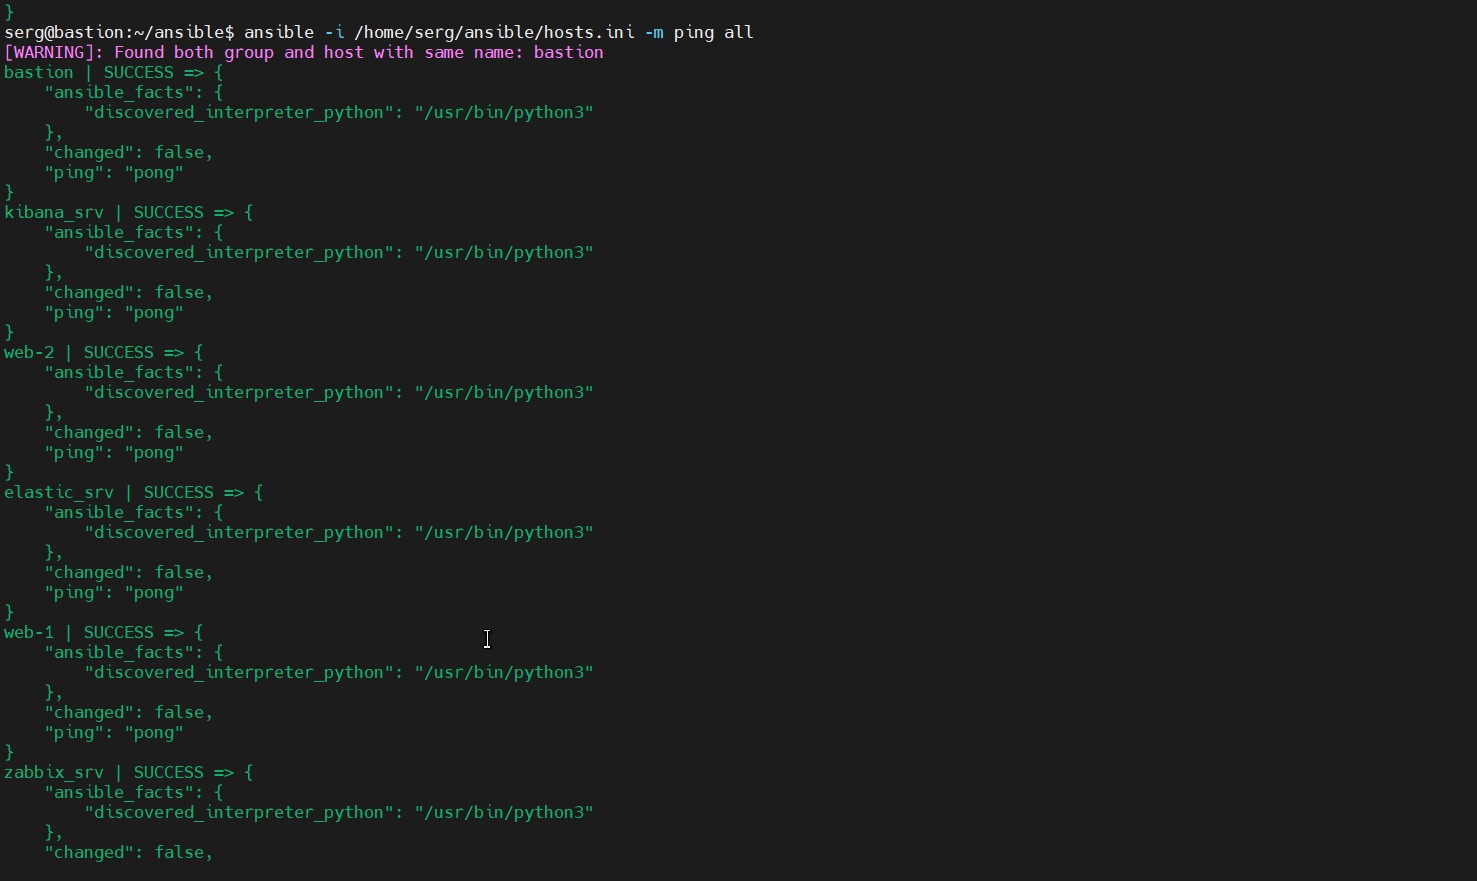 }
serg@bastion:~/ansible$ ansible -i /home/serg/ansible/hosts.ini -m ping all
[WARNING]: Found both group and host with same name: bastion
bastion | SUCCESS => {
    "ansible_facts": {
        "discovered_interpreter_python": "/usr/bin/python3"
    },
    "changed": false,
    "ping": "pong"
}
kibana_srv | SUCCESS => {
    "ansible_facts": {
        "discovered_interpreter_python": "/usr/bin/python3"
    },
    "changed": false,
    "ping": "pong"
}
web-2 | SUCCESS => {
    "ansible_facts": {
        "discovered_interpreter_python": "/usr/bin/python3"
    },
    "changed": false,
    "ping": "pong"
}
elastic_srv | SUCCESS => {
    "ansible_facts": {
        "discovered_interpreter_python": "/usr/bin/python3"
    },
    "changed": false,
    "ping": "pong"
}
web-1 | SUCCESS => {
    "ansible_facts": {
        "discovered_interpreter_python": "/usr/bin/python3"
    },
    "changed": false,
    "ping": "pong"
}
zabbix_srv | SUCCESS => {
    "ansible_facts": {
        "discovered_interpreter_python": "/usr/bin/python3"
    },
    "changed": false,